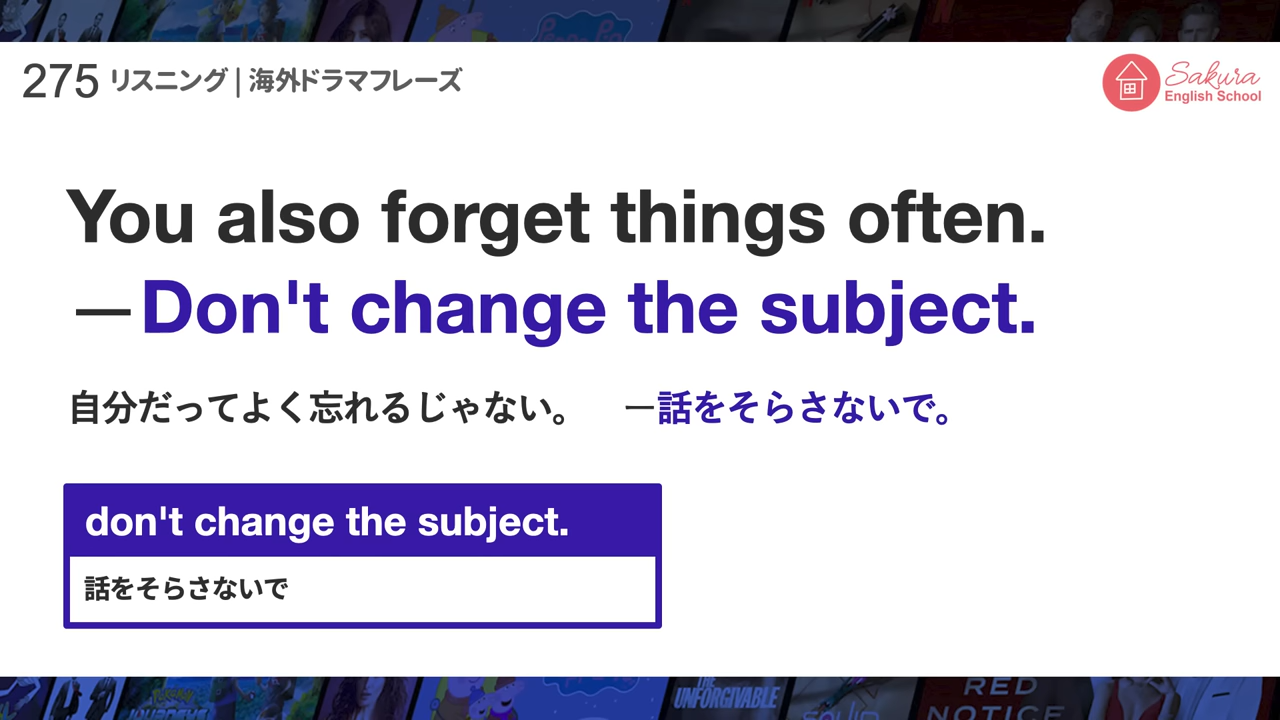 275 リスニング | 海外ドラマフレーズ
Sakura
English School
You also forget things often.
—Don't change the subject.
自分だってよく忘れるじゃない。 —話をそらさないで。
don't change the subject.
話をそらさないで
THE
UNFORGIVABLE
RED
NOTICE